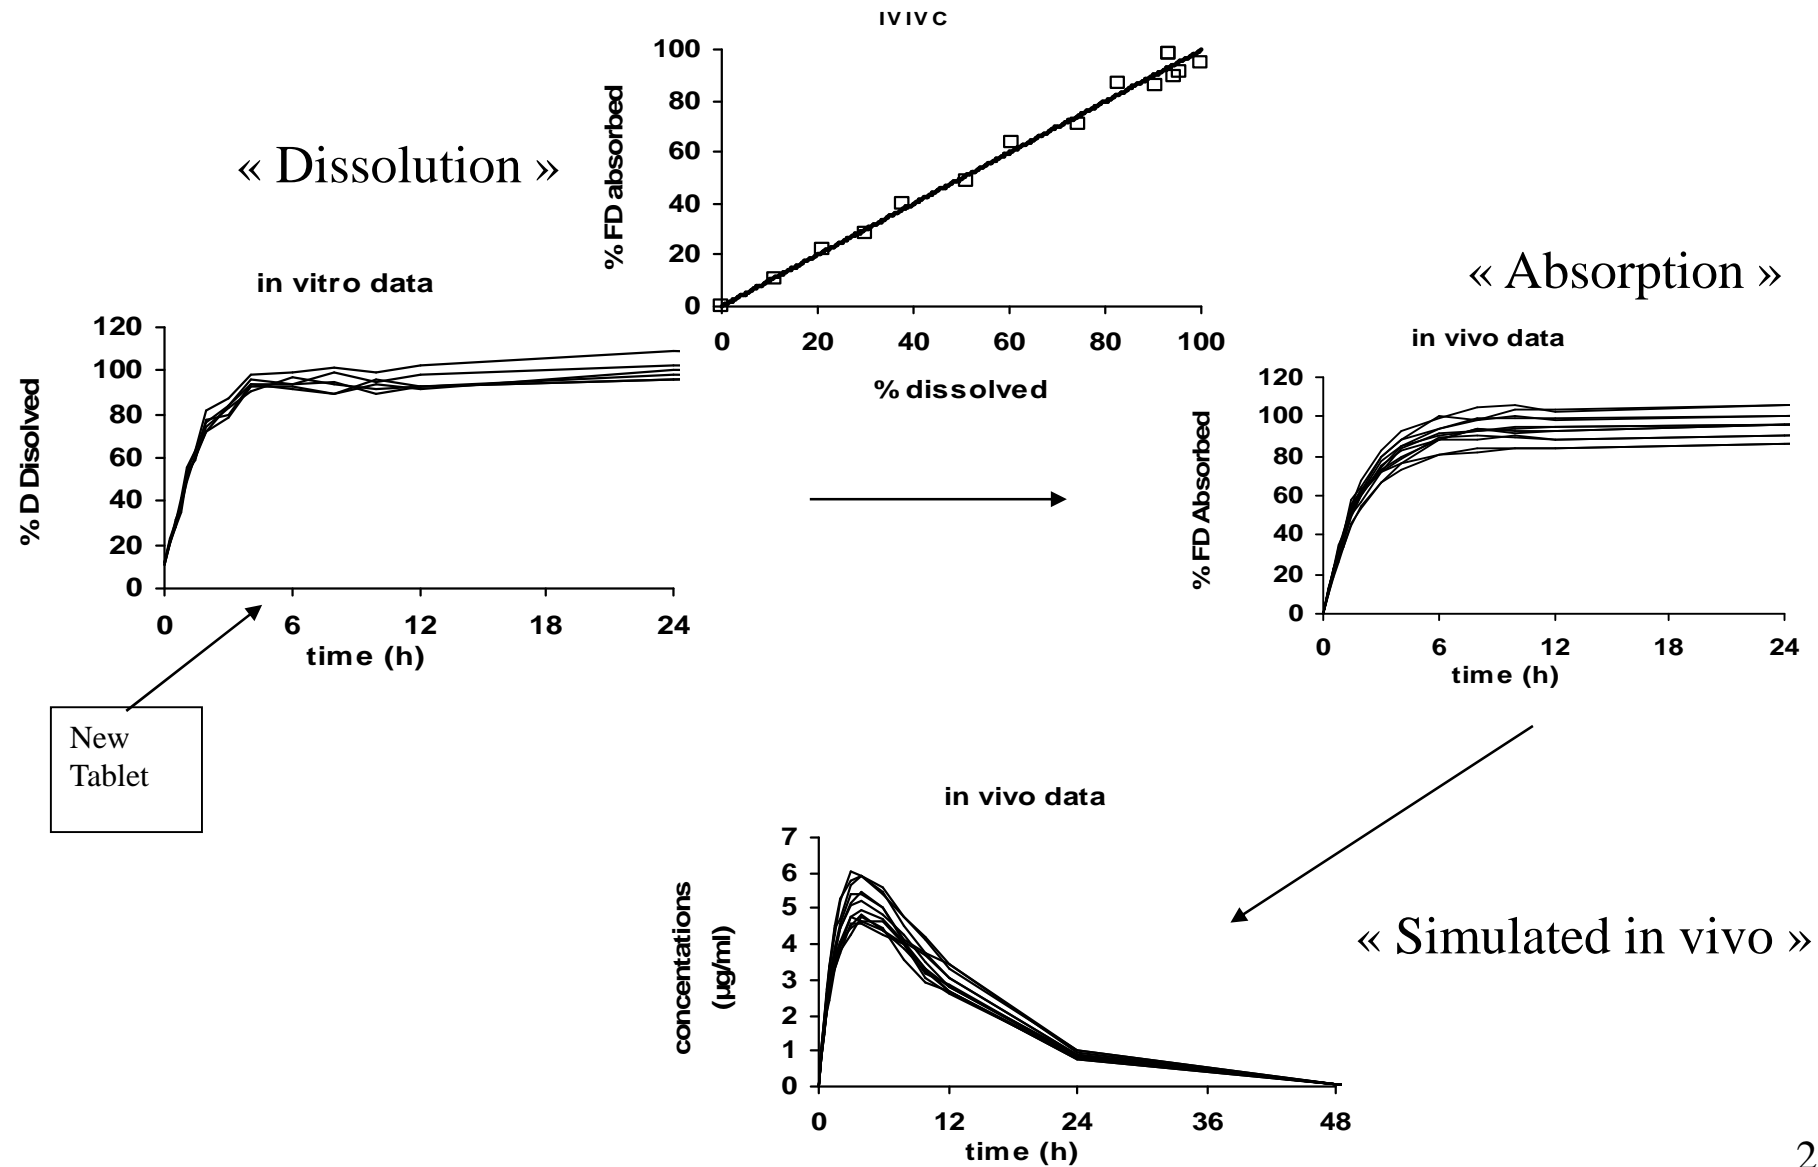 IVIVC
100
80
60
40
20
0
% FD absorbed
0 20 40 60 80 100
% dissolved
« Dissolution »
in vitro data
120
100
80
60
40
20
0
% D Disolved
0 6 12 18 24
time (h)
New
Tablet
« Absorption »
in vivo data
120
100
80
60
40
20
0
% FD Absorbed
0 6 12 18 24
time (h)
in vivo data
7
6
5
4
3
2
1
0
concentations
(µg/ml)
0 12 24 36 48
time (h)
« Simulated in vivo »
2